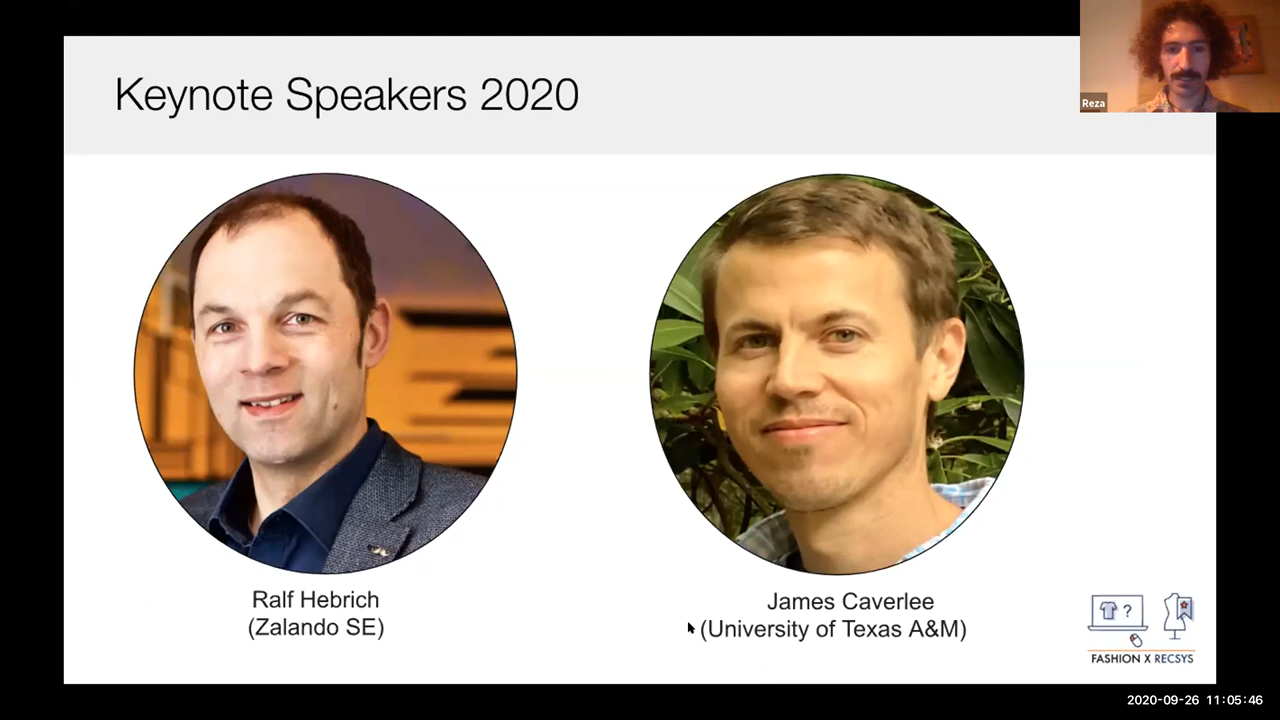 Keynote Speakers 2020
Reza
Ralf Hebrich
(Zalando SE)
James Caverlee
(University of Texas A&M)
?
FASHION X RECSYS
2020-09-26 11:05:46